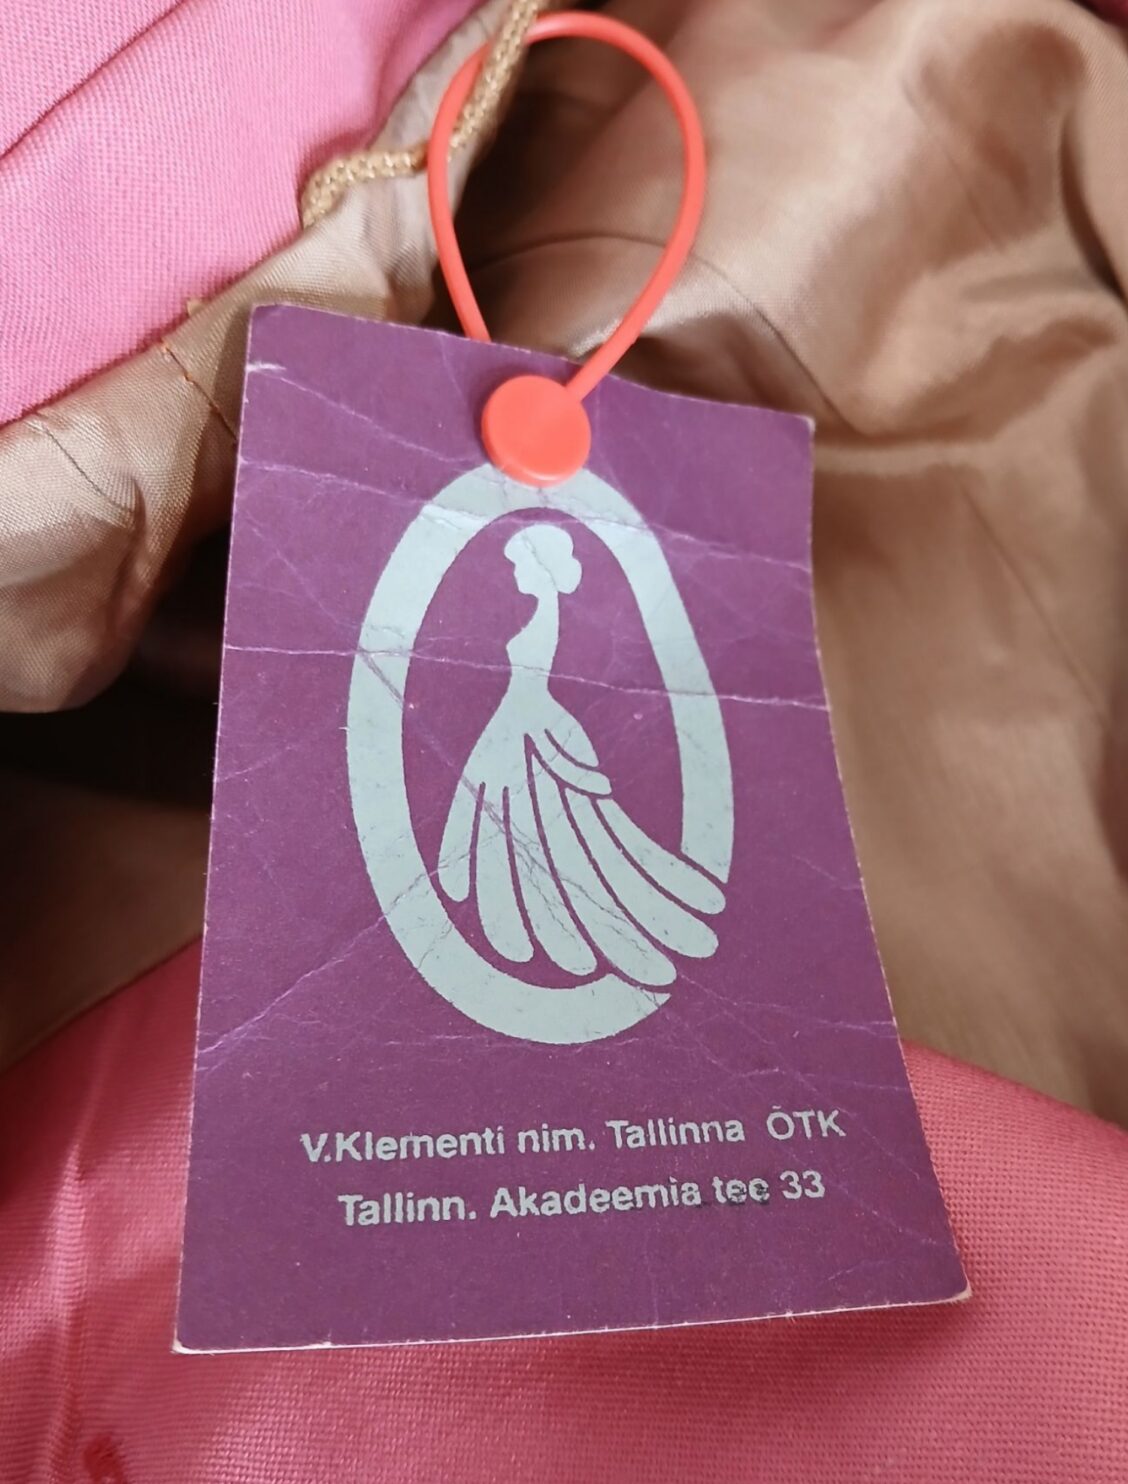 V.Klementi nim. Tallinna ÕTK
Tallinn. Akadeemia tee 33